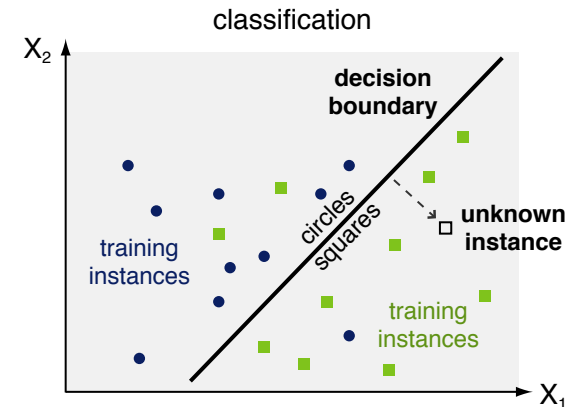 classification
X2
decision
boundary
circles
squares
unknown
instance
training
instances
training
instances
X1